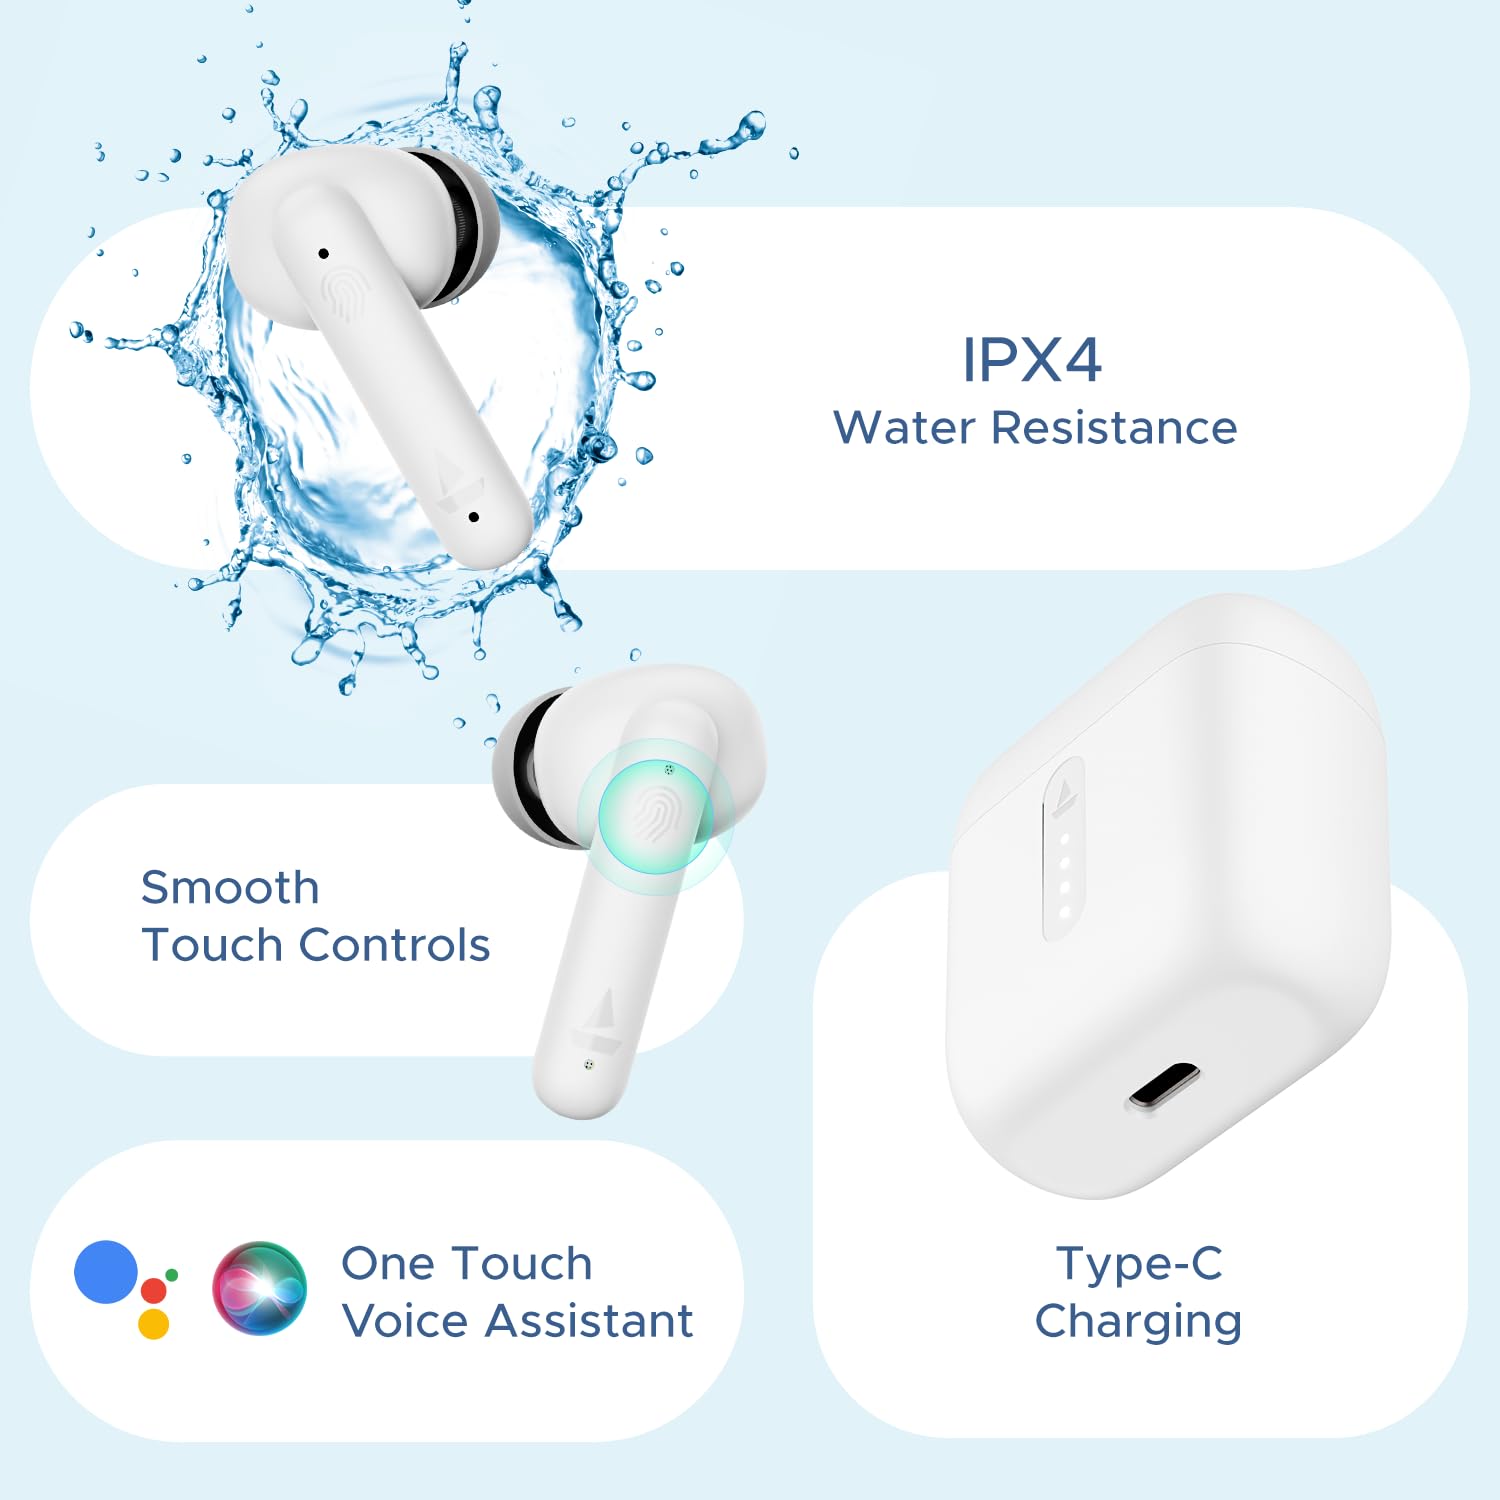 IPX4
Water Resistance
Smooth
Touch Controls
One Touch
Voice Assistant
Type-C
Charging